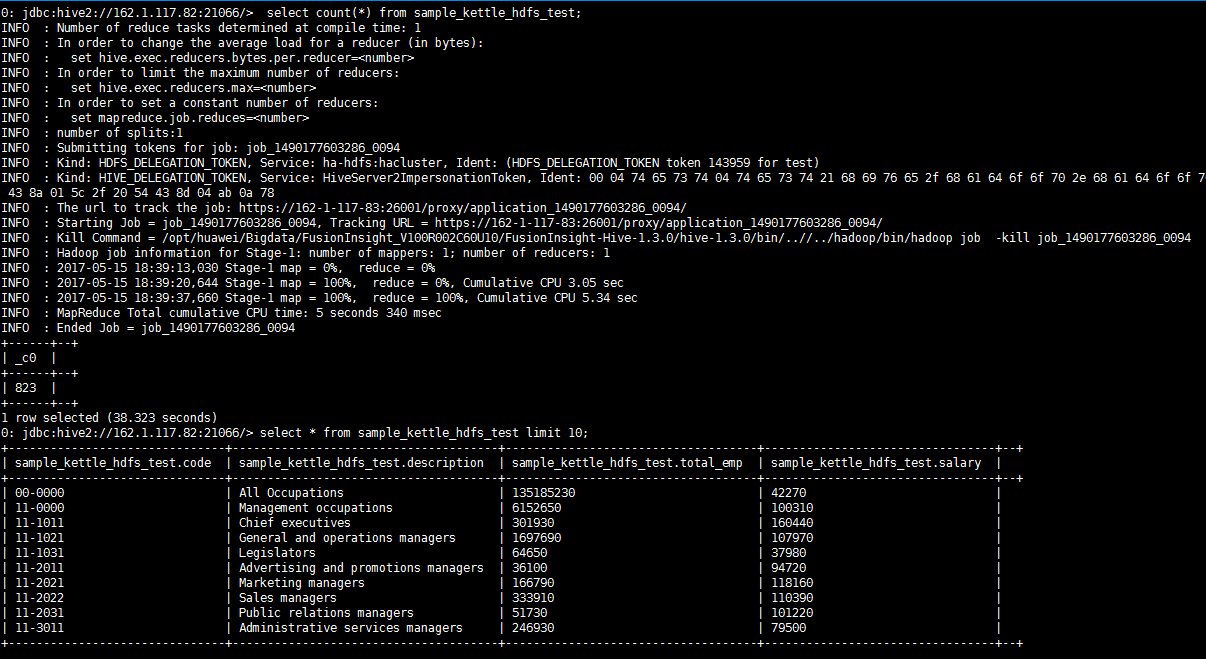 0: jdbc:hive2://162.1.117.82:21066/>  select count(*) from sample_kettle_hdfs_test;
INFO  : Number of reduce tasks determined at compile time: 1
INFO  : In order to change the average load for a reducer (in bytes):
INFO  :   set hive.exec.reducers.bytes.per.reducer=<number>
INFO  : In order to limit the maximum number of reducers:
INFO  :   set hive.exec.reducers.max=<number>
INFO  : In order to set a constant number of reducers:
INFO  :   set mapreduce.job.reduces=<number>
INFO  : number of splits:1
INFO  : Submitting tokens for job: job_1490177603286_0094
INFO  : Kind: HDFS_DELEGATION_TOKEN, Service: ha-hdfs:hacluster, Ident: (HDFS_DELEGATION_TOKEN token 143959 for test)
INFO  : Kind: HIVE_DELEGATION_TOKEN, Service: HiveServer2ImpersonationToken, Ident: 00 04 74 65 73 74 04 74 65 73 74 21 68 69 76 65 2f 68 61 64 6f 6f 70 2e 68 61 64 6f 6f 7
 43 8a 01 5c 2f 20 54 43 8d 04 ab 0a 78
INFO  : The url to track the job: https://162-1-117-83:26001/proxy/application_1490177603286_0094/
INFO  : Starting Job = job_1490177603286_0094, Tracking URL = https://162-1-117-83:26001/proxy/application_1490177603286_0094/
INFO  : Kill Command = /opt/huawei/Bigdata/FusionInsight_V100R002C60U10/FusionInsight-Hive-1.3.0/hive-1.3.0/bin/..//../hadoop/bin/hadoop job  -kill job_1490177603286_0094
INFO  : Hadoop job information for Stage-1: number of mappers: 1; number of reducers: 1
INFO  : 2017-05-15 18:39:13,030 Stage-1 map = 0%,  reduce = 0%
INFO  : 2017-05-15 18:39:20,644 Stage-1 map = 100%,  reduce = 0%, Cumulative CPU 3.05 sec
INFO  : 2017-05-15 18:39:37,660 Stage-1 map = 100%,  reduce = 100%, Cumulative CPU 5.34 sec
INFO  : MapReduce Total cumulative CPU time: 5 seconds 340 msec
INFO  : Ended Job = job_1490177603286_0094
+------+--+
| _c0  |
+------+--+
| 823  |
+------+--+
1 row selected (38.323 seconds)
0: jdbc:hive2://162.1.117.82:21066/> select * from sample_kettle_hdfs_test limit 10;
+-------------------------------+--------------------------------------+------------------------------------+---------------------------------+--+
| sample_kettle_hdfs_test.code  | sample_kettle_hdfs_test.description  | sample_kettle_hdfs_test.total_emp  | sample_kettle_hdfs_test.salary  |
+-------------------------------+--------------------------------------+------------------------------------+---------------------------------+--+
| 00-0000                       | All Occupations                      | 135185230                          | 42270                           |
| 11-0000                       | Management occupations               | 6152650                            | 100310                          |
| 11-1011                       | Chief executives                     | 301930                             | 160440                          |
| 11-1021                       | General and operations managers      | 1697690                            | 107970                          |
| 11-1031                       | Legislators                          | 64650                              | 37980                           |
| 11-2011                       | Advertising and promotions managers  | 36100                              | 94720                           |
| 11-2021                       | Marketing managers                   | 166790                             | 118160                          |
| 11-2022                       | Sales managers                       | 333910                             | 110390                          |
| 11-2031                       | Public relations managers            | 51730                              | 101220                          |
| 11-3011                       | Administrative services managers     | 246930                             | 79500                           |
+-------------------------------+--------------------------------------+------------------------------------+---------------------------------+--+